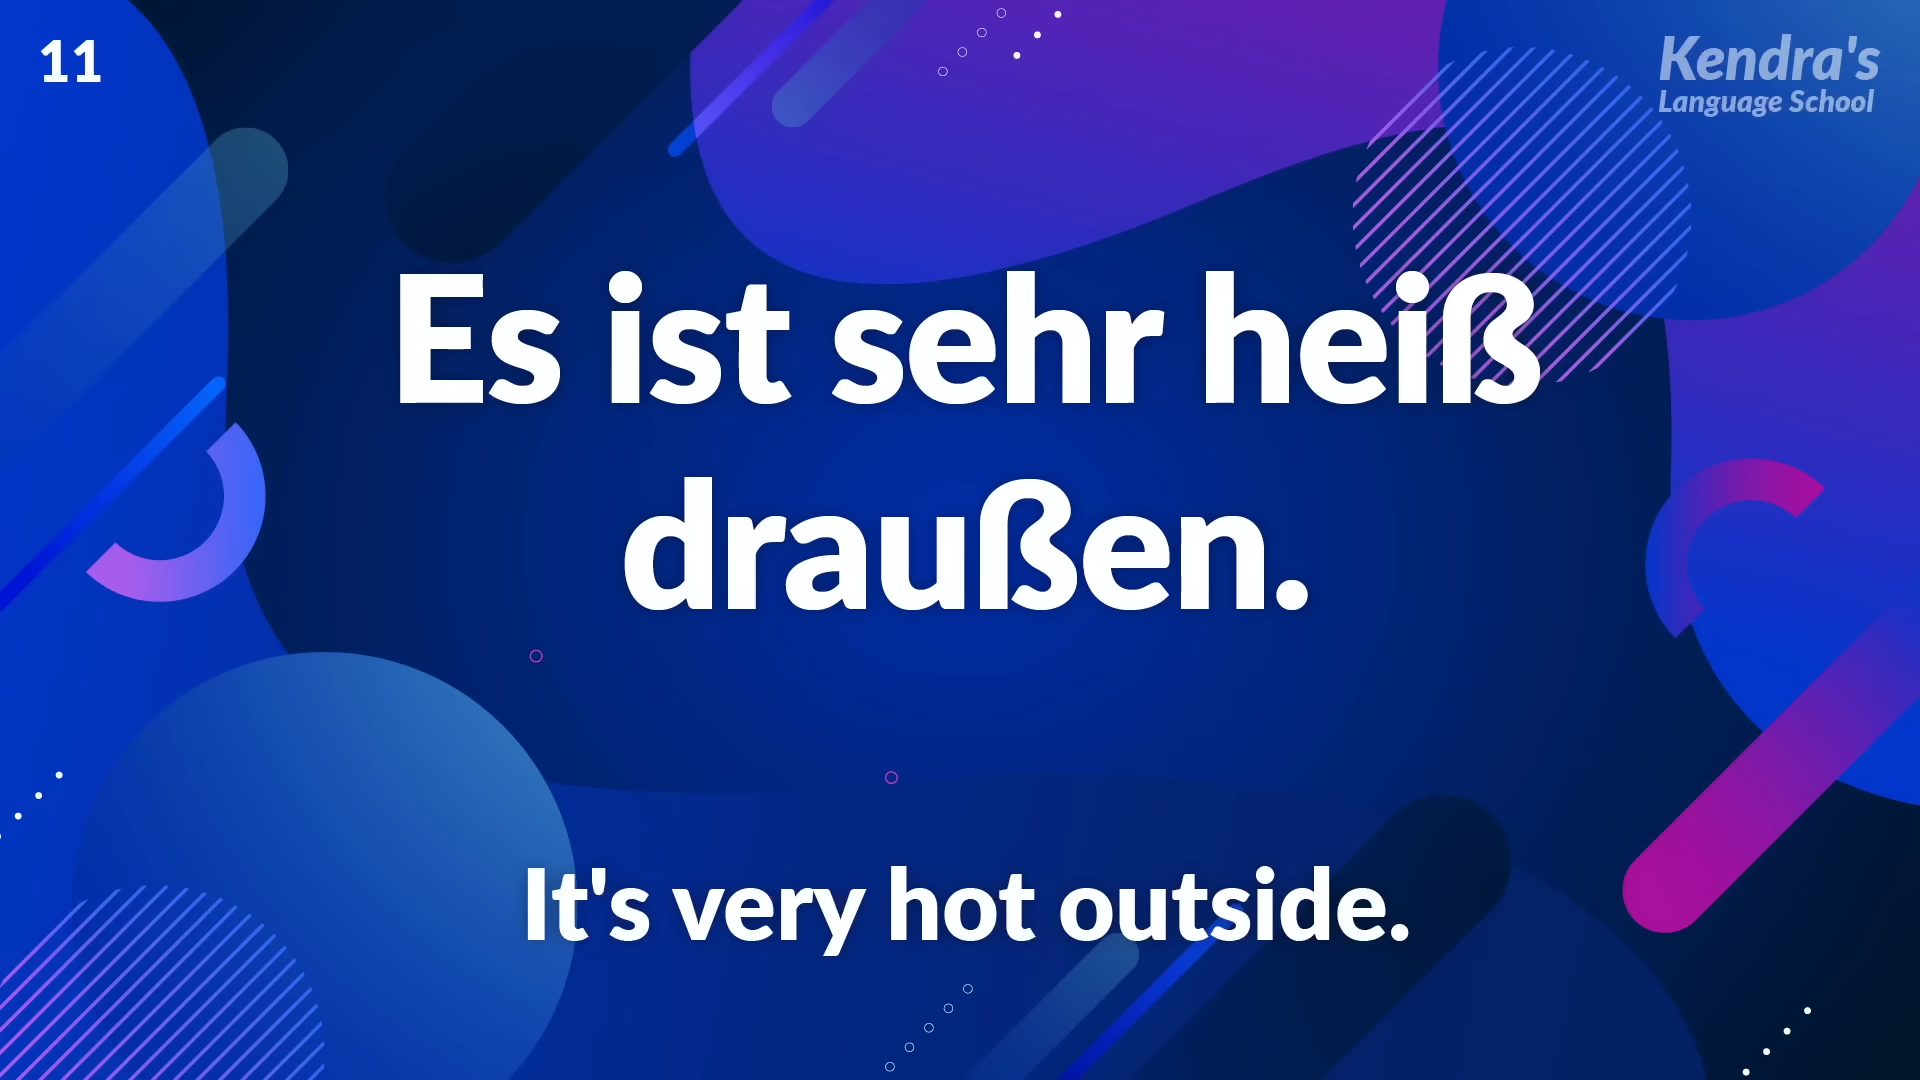 11
Kendra's
Language School
Es ist sehr heiß
draußen.
It's very hot outside.